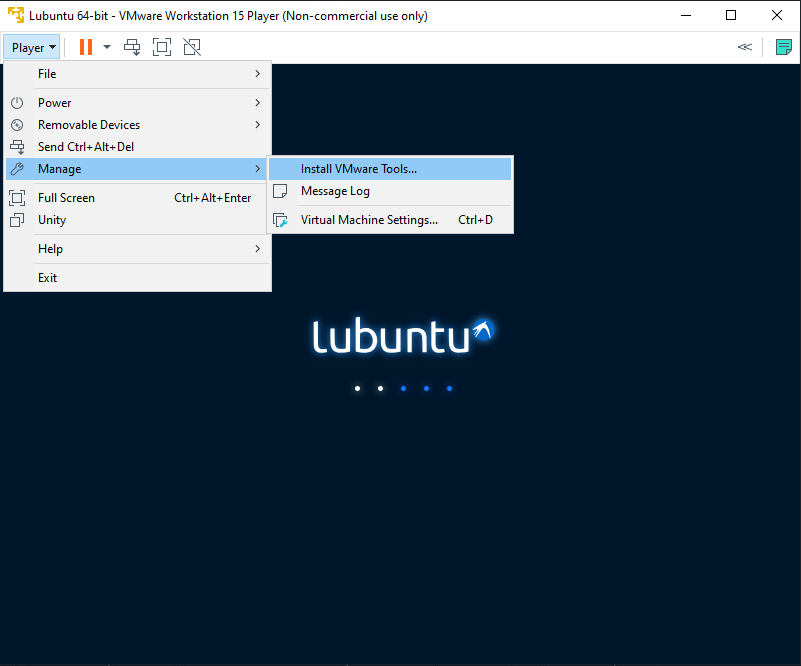 Lubuntu 64-bit - VMware Workstation 15 Player (Non-commercial use only)
Player
File
Power
Removable Devices
Send Ctrl+Alt+Del
Manage
Install VMware Tools...
Message Log
Full Screen Ctrl+Alt+Enter
Unity
Virtual Machine Settings... Ctrl+D
Help
Exit
lubuntu